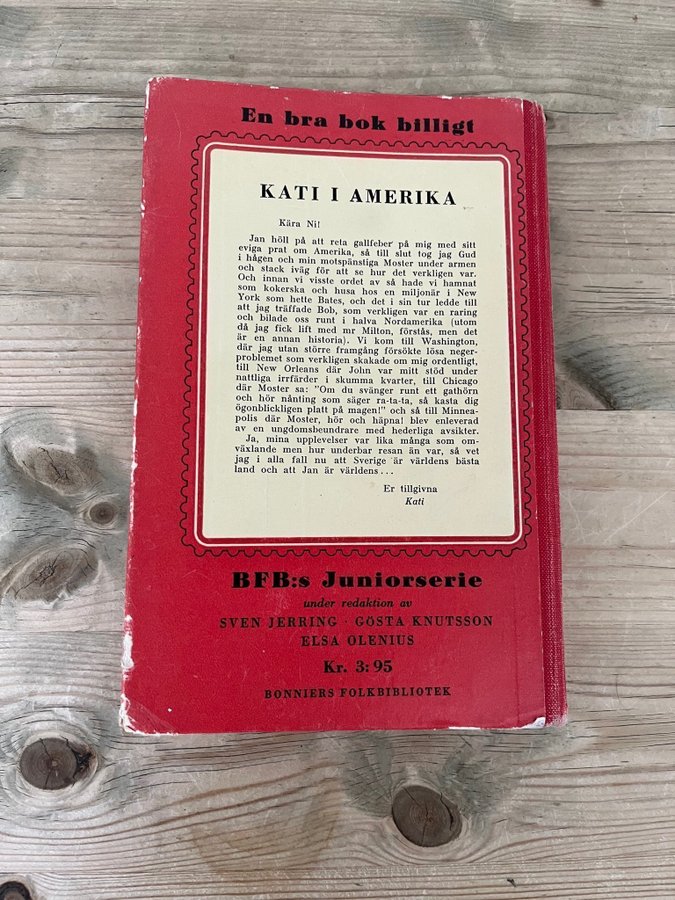 En bra bok billigt
KATI I AMERIKA
Kära Ni!
Jan höll på att reta gallfeber på mig med sitt
eviga prat om Amerika, så till slut tog jag Gud
i hågen och min motspänstiga Moster under armen
och stack iväg för att se hur det verkligen var.
Och innan vi visste ordet av så hade vi hamnat
som kokerska och husa hos en miljonär i New
York som hette Bates, och det i sin tur ledde till
att jag träffade Bob, som verkligen var en raring
och bilade oss runt i halva Nordamerika (utom
då jag fick lift med mr Milton, förstås, men det
är en annan historia). Vi kom till Washington,
där jag utan större framgång försökte lösa neger-
problemet som verkligen skakade om mig ordentligt,
till New Orleans där John var mitt stöd under
nattliga irrfärder i skumma kvarter, till Chicago
där Moster sa: "Om du svänger runt ett gathörn
och hör nånting som säger ra-ta-ta, så kasta dig
ögonblickligen platt på magen!" och så till Minnea-
polis där Moster, hör och häpna! blev enleverad
av en ungdomsbeundrare med hederliga avsikter.
Ja, mina upplevelser var lika många som om-
växlande men hur underbar resan än var, så vet
jag i alla fall nu att Sverige är världens bästa
land och att Jan är världens...
Er tillgivna
Kati
BFB:s Juniorserie
under redaktion av
SVEN JERRING · GÖSTA KNUTSSON
ELSA OLENIUS
Kr. 3:95
BONNIERS FOLKBIBLIOTEK